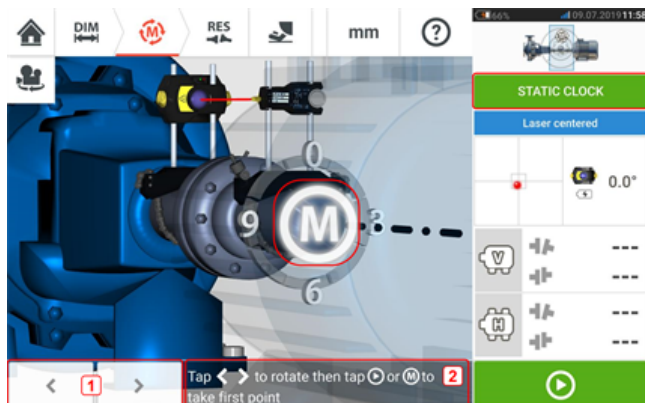 DIM
M
RES
mm
?
66%
09.07.2019 11:58
STATIC CLOCK
Laser centered
0.0°
0
9
M
3
6
V
---
---
H
---
---
< 1 >
Tap < > to rotate then tap or M to 2
take first point